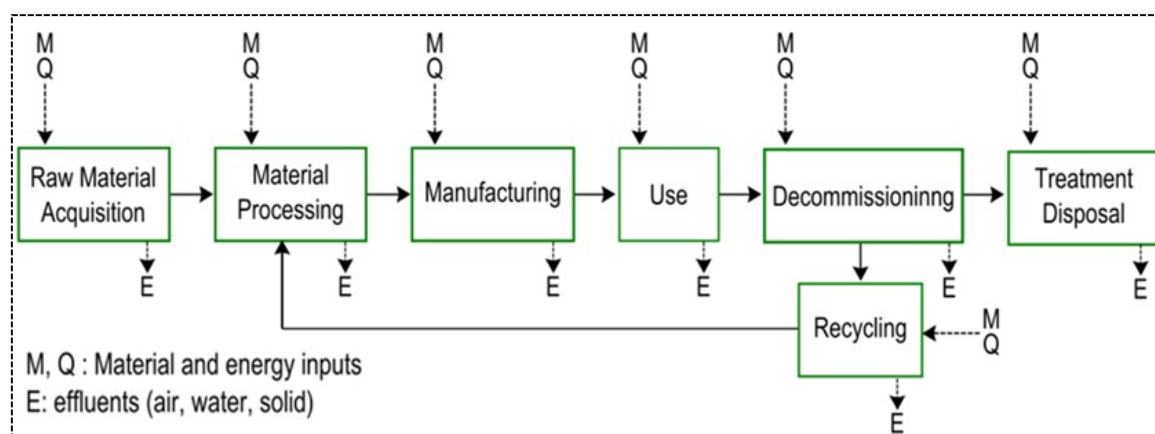 M M M M M M
Q Q Q Q Q Q
Raw Material
Acquisition
Material
Processing
Manufacturing
Use
Decommissioninng
Treatment
Disposal
E E E E E E
Recycling
M
Q
E
M, Q : Material and energy inputs
E: effluents (air, water, solid)